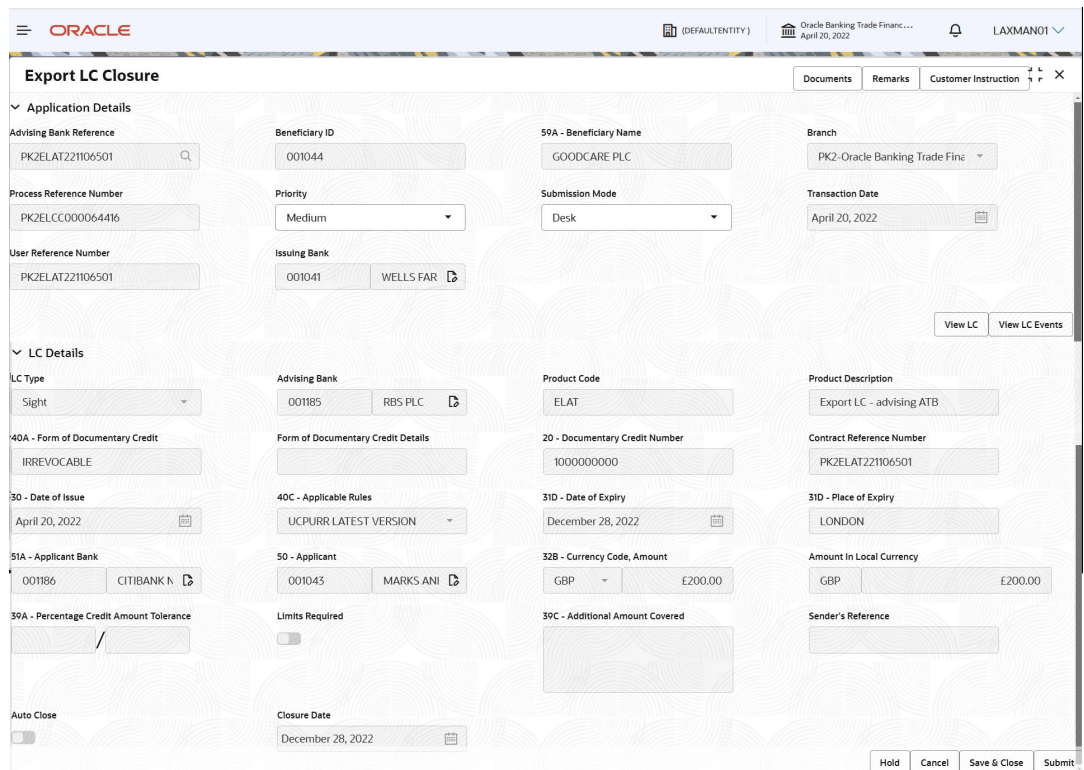 ORACLE
(DEFAULTENTITY )
Oracle Banking Trade Financ...
April 20, 2022
LAXMAN01
Export LC Closure
Documents
Remarks
Customer Instruction
Application Details
Advising Bank Reference
Beneficiary ID
59A - Beneficiary Name
Branch
PK2ELAT221106501
001044
GOODCARE PLC
PK2-Oracle Banking Trade Fina
Process Reference Number
Priority
Submission Mode
Transaction Date
PK2ELCC000064416
Medium
Desk
April 20, 2022
User Reference Number
Issuing Bank
PK2ELAT221106501
001041
WELLS FAR
View LC
View LC Events
LC Details
LC Type
Advising Bank
Product Code
Product Description
Sight
001185
RBS PLC
ELAT
Export LC - advising ATB
40A - Form of Documentary Credit
Form of Documentary Credit Details
20 - Documentary Credit Number
Contract Reference Number
IRREVOCABLE
1000000000
PK2ELAT221106501
30 - Date of Issue
40C - Applicable Rules
31D - Date of Expiry
31D - Place of Expiry
April 20, 2022
UCPURR LATEST VERSION
December 28, 2022
LONDON
51A - Applicant Bank
50 - Applicant
32B - Currency Code, Amount
Amount In Local Currency
001186
CITIBANK N
001043
MARKS ANI
GBP
£200.00
GBP
£200.00
39A - Percentage Credit Amount Tolerance
Limits Required
39C - Additional Amount Covered
Sender's Reference
/
Auto Close
Closure Date
December 28, 2022
Hold
Cancel
Save & Close
Submit